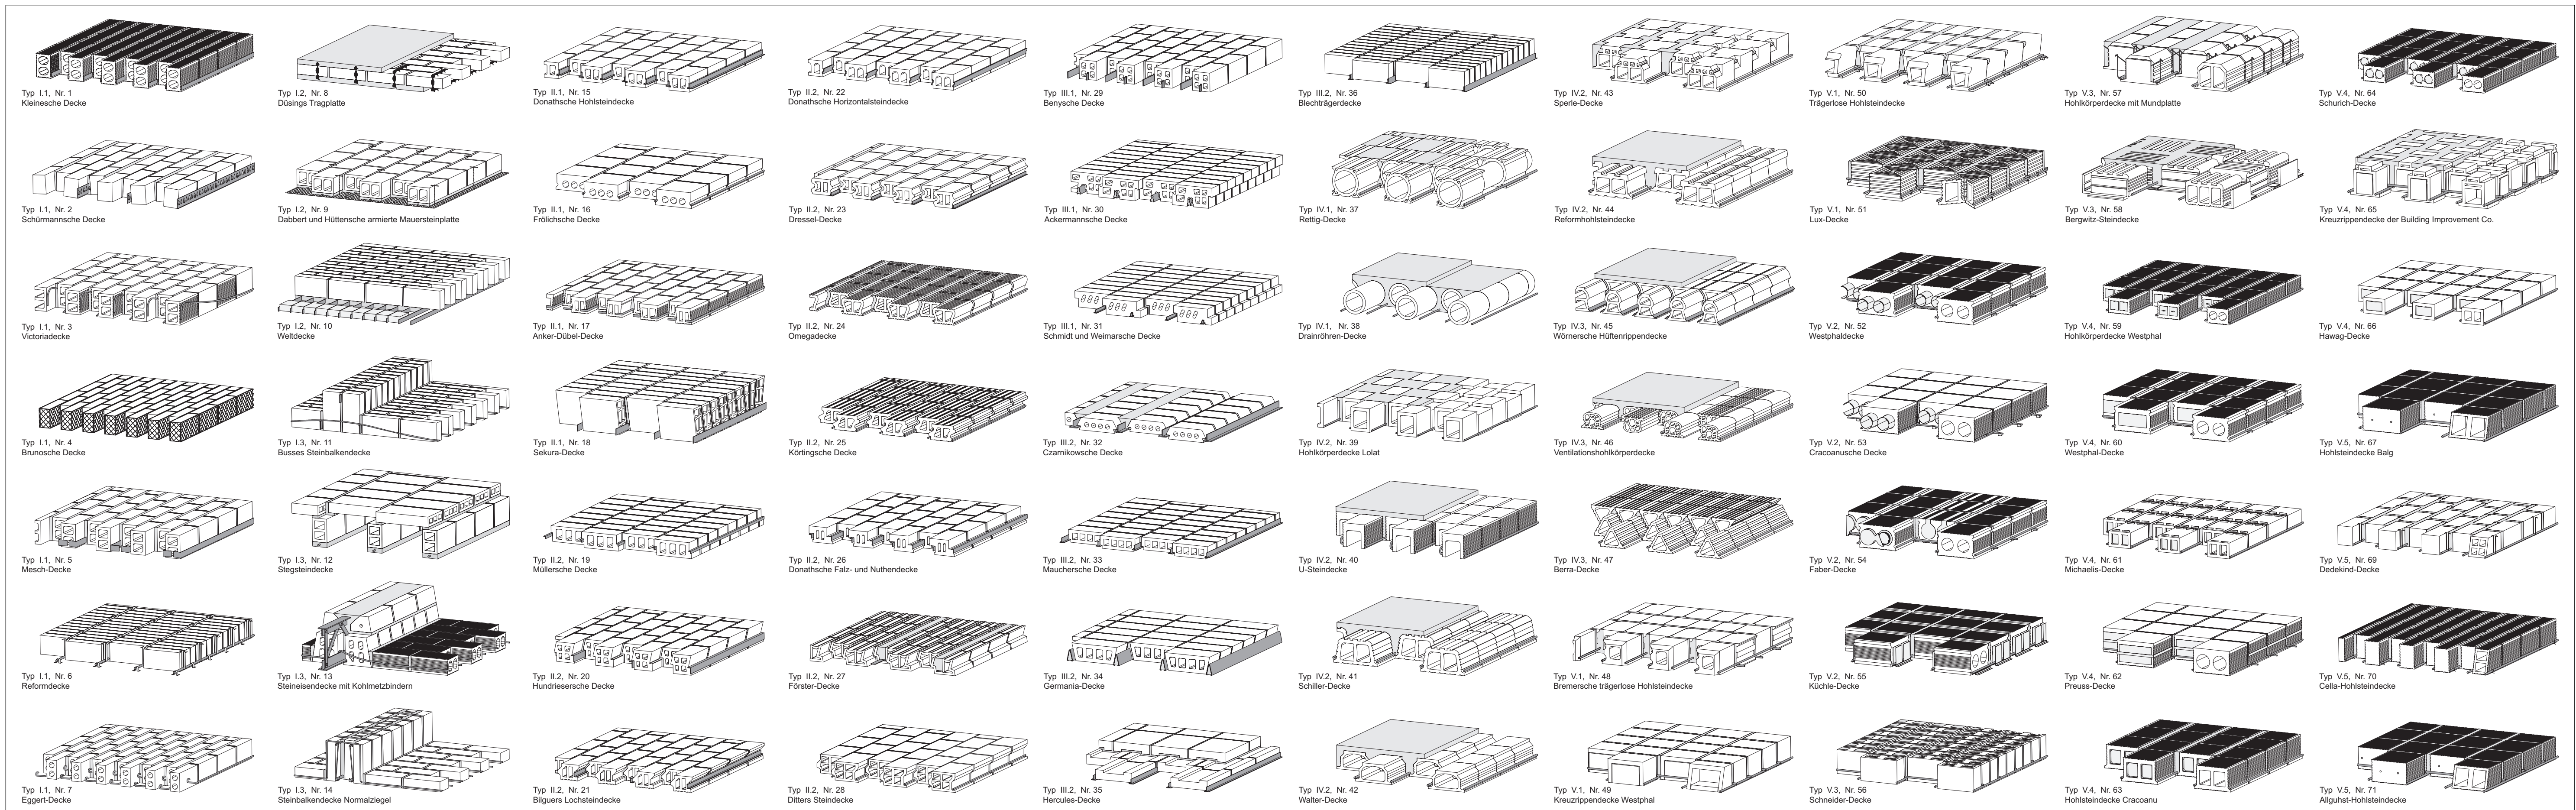 Typ I.1, Nr. 1
Kleinesche Decke
Typ I.1, Nr. 2
Schürmannsche Decke
Typ I.1, Nr. 3
Victoriadecke
Typ I.1, Nr. 4
Brunosche Decke
Typ I.1, Nr. 5
Mesch-Decke
Typ I.1, Nr. 6
Reformdecke
Typ I.1, Nr. 7
Eggert-Decke
Typ I.2, Nr. 8
Düsings Tragplatte
Typ I.2, Nr. 9
Dabbert und Hüttensche armierte Mauersteinplatte
Typ I.2, Nr. 10
Weltdecke
Typ I.3, Nr. 11
Busses Steinbalkendecke
Typ I.3, Nr. 12
Stegsteindecke
Typ I.3, Nr. 13
Steineisendecke mit Kohlmetzbindern
Typ I.3, Nr. 14
Steinbalkendecke Normalziegel
Typ II.1, Nr. 15
Donathsche Hohlsteindecke
Typ II.1, Nr. 16
Frölichsche Decke
Typ II.1, Nr. 17
Anker-Dübel-Decke
Typ II.1, Nr. 18
Sekura-Decke
Typ II.2, Nr. 19
Müllersche Decke
Typ II.2, Nr. 20
Hundriesersche Decke
Typ II.2, Nr. 21
Bilguers Lochsteindecke
Typ II.2, Nr. 22
Donathsche Horizontalsteindecke
Typ II.2, Nr. 23
Dressel-Decke
Typ II.2, Nr. 24
Omegadecke
Typ II.2, Nr. 25
Körtingsche Decke
Typ II.2, Nr. 26
Donathsche Falz- und Nuthendecke
Typ II.2, Nr. 27
Förster-Decke
Typ II.2, Nr. 28
Ditters Steindecke
Typ III.1, Nr. 29
Benysche Decke
Typ III.1, Nr. 30
Ackermannsche Decke
Typ III.1, Nr. 31
Schmidt und Weimarsche Decke
Typ III.2, Nr. 32
Czarnikowsche Decke
Typ III.2, Nr. 33
Mauchersche Decke
Typ III.2, Nr. 34
Germania-Decke
Typ III.2, Nr. 35
Hercules-Decke
Typ III.2, Nr. 36
Blechträgerdecke
Typ IV.1, Nr. 37
Rettig-Decke
Typ IV.1, Nr. 38
Drainröhren-Decke
Typ IV.2, Nr. 39
Hohlkörperdecke Lolat
Typ IV.2, Nr. 40
U-Steindecke
Typ IV.2, Nr. 41
Schiller-Decke
Typ IV.2, Nr. 42
Walter-Decke
Typ IV.2, Nr. 43
Sperle-Decke
Typ IV.2, Nr. 44
Reformhohlsteindecke
Typ IV.3, Nr. 45
Wörnersche Hüftenrippendecke
Typ IV.3, Nr. 46
Ventilationshohlkörperdecke
Typ IV.3, Nr. 47
Berra-Decke
Typ V.1, Nr. 48
Bremersche trägerlose Hohlsteindecke
Typ V.1, Nr. 49
Kreuzrippendecke Westphal
Typ V.1, Nr. 50
Trägerlose Hohlsteindecke
Typ V.1, Nr. 51
Lux-Decke
Typ V.2, Nr. 52
Westphaldecke
Typ V.2, Nr. 53
Cracoanusche Decke
Typ V.2, Nr. 54
Faber-Decke
Typ V.2, Nr. 55
Küchle-Decke
Typ V.3, Nr. 56
Schneider-Decke
Typ V.3, Nr. 57
Hohlkörperdecke mit Mundplatte
Typ V.3, Nr. 58
Bergwitz-Steindecke
Typ V.4, Nr. 59
Hohlkörperdecke Westphal
Typ V.4, Nr. 60
Westphal-Decke
Typ V.4, Nr. 61
Michaelis-Decke
Typ V.4, Nr. 62
Preuss-Decke
Typ V.4, Nr. 63
Hohlsteindecke Cracoanu
Typ V.4, Nr. 64
Schurich-Decke
Typ V.4, Nr. 65
Kreuzrippendecke der Building Improvement Co.
Typ V.4, Nr. 66
Hawag-Decke
Typ V.5, Nr. 67
Hohlsteindecke Balg
Typ V.5, Nr. 69
Dedekind-Decke
Typ V.5, Nr. 70
Cella-Hohlsteindecke
Typ V.5, Nr. 71
Allguhst-Hohlsteindecke